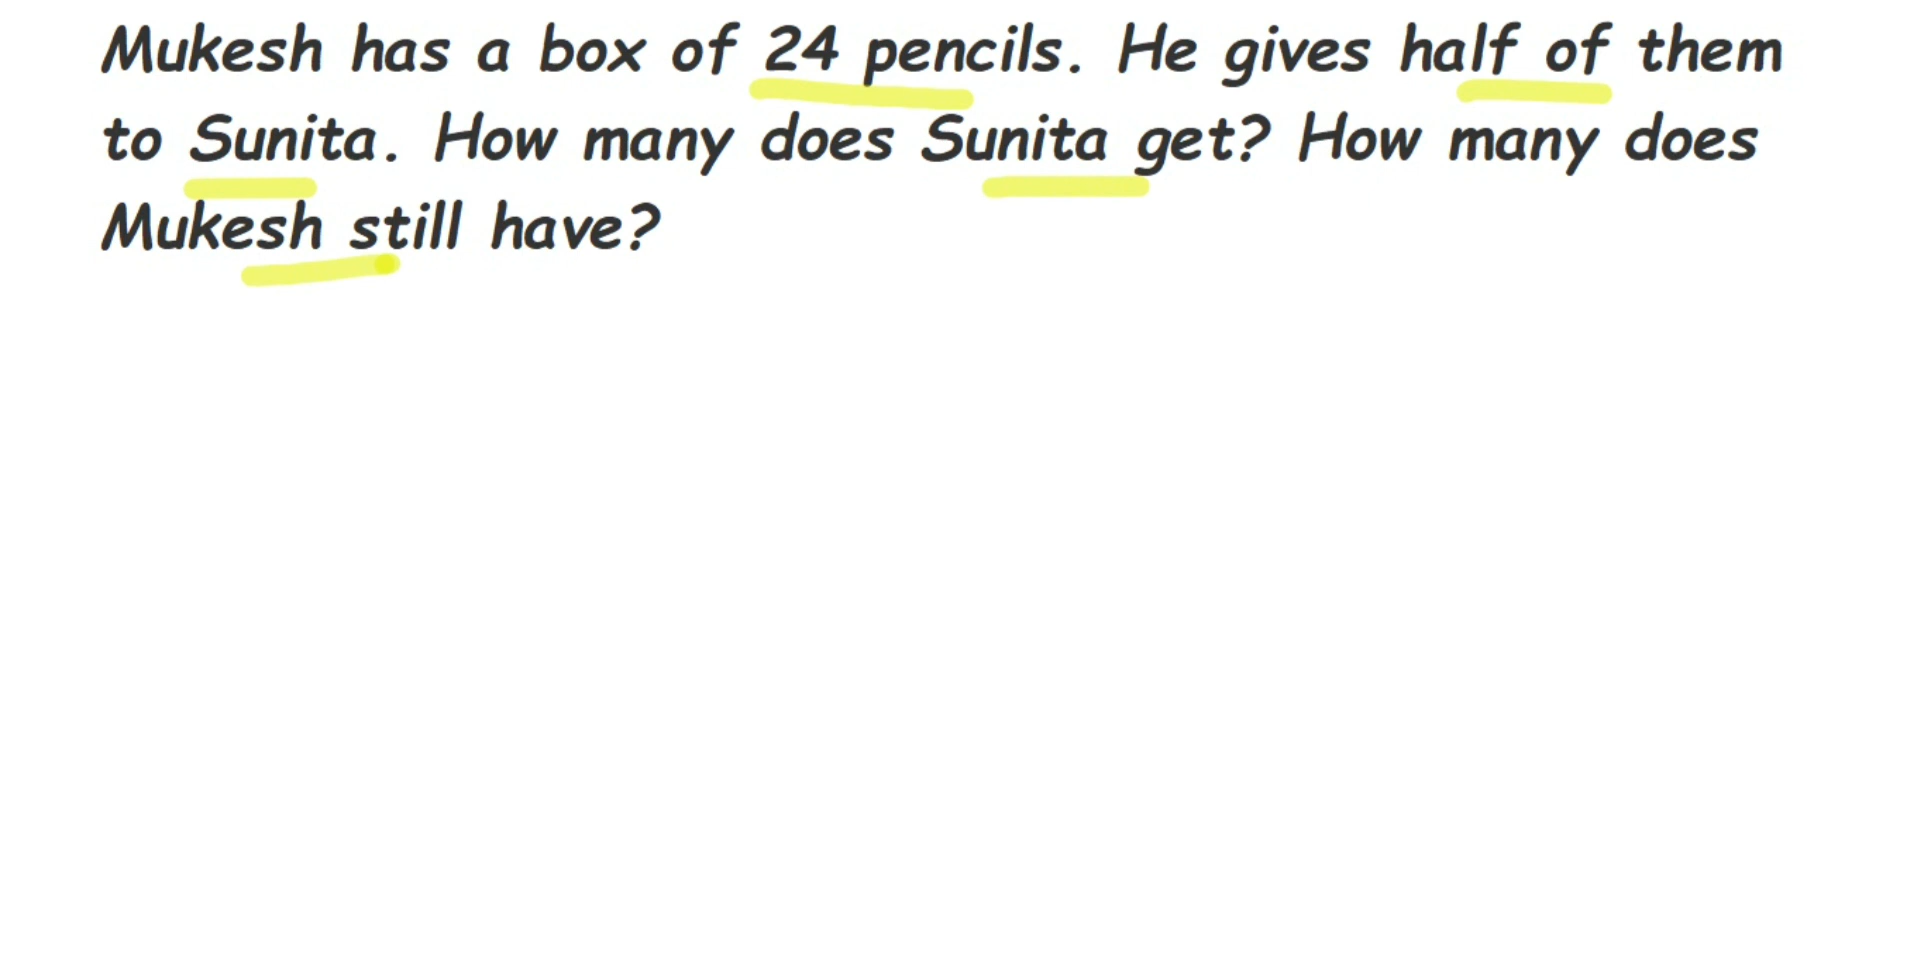 Mukesh has a box of 24 pencils. He gives half of them
to Sunita. How many does Sunita get? How many does
Mukesh still have?